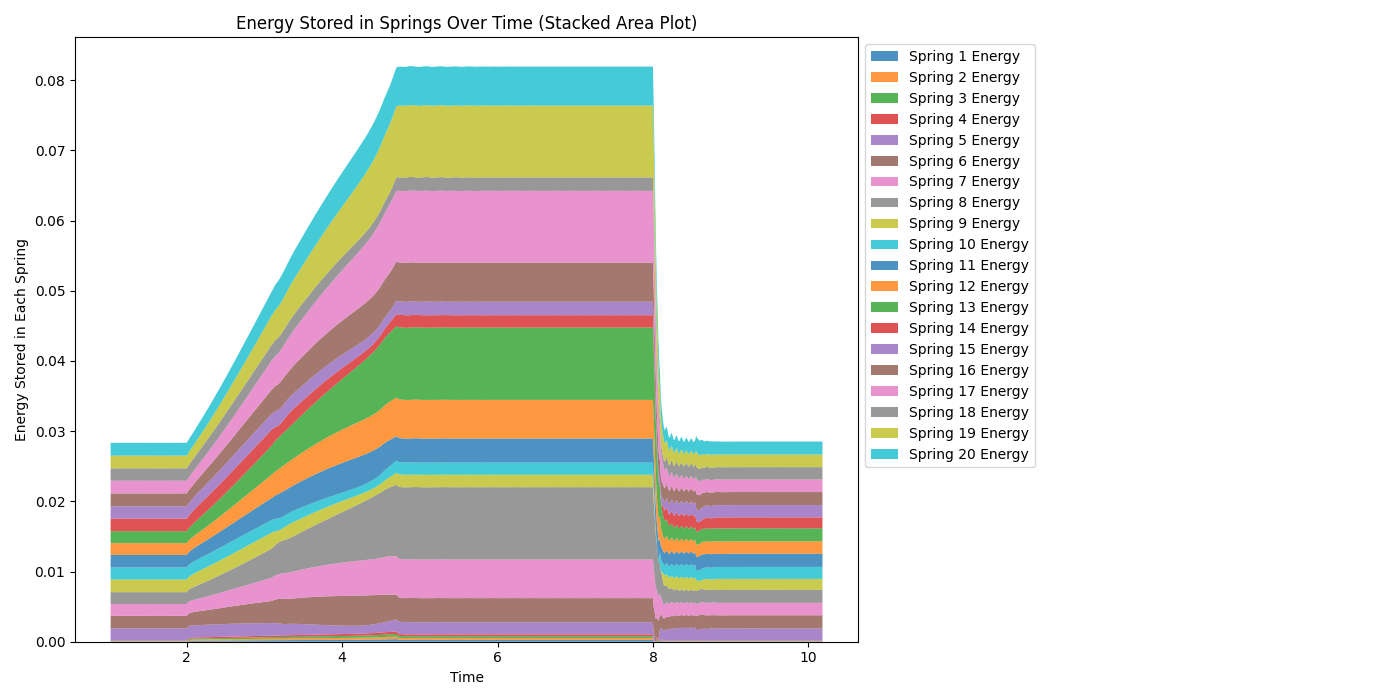 Energy Stored in Springs Over Time (Stacked Area Plot)
Energy Stored in Each Spring
0.08
0.07
0.06
0.05
0.04
0.03
0.02
0.01
0.00
2
4
6
8
10
Time
Spring 1 Energy
Spring 2 Energy
Spring 3 Energy
Spring 4 Energy
Spring 5 Energy
Spring 6 Energy
Spring 7 Energy
Spring 8 Energy
Spring 9 Energy
Spring 10 Energy
Spring 11 Energy
Spring 12 Energy
Spring 13 Energy
Spring 14 Energy
Spring 15 Energy
Spring 16 Energy
Spring 17 Energy
Spring 18 Energy
Spring 19 Energy
Spring 20 Energy